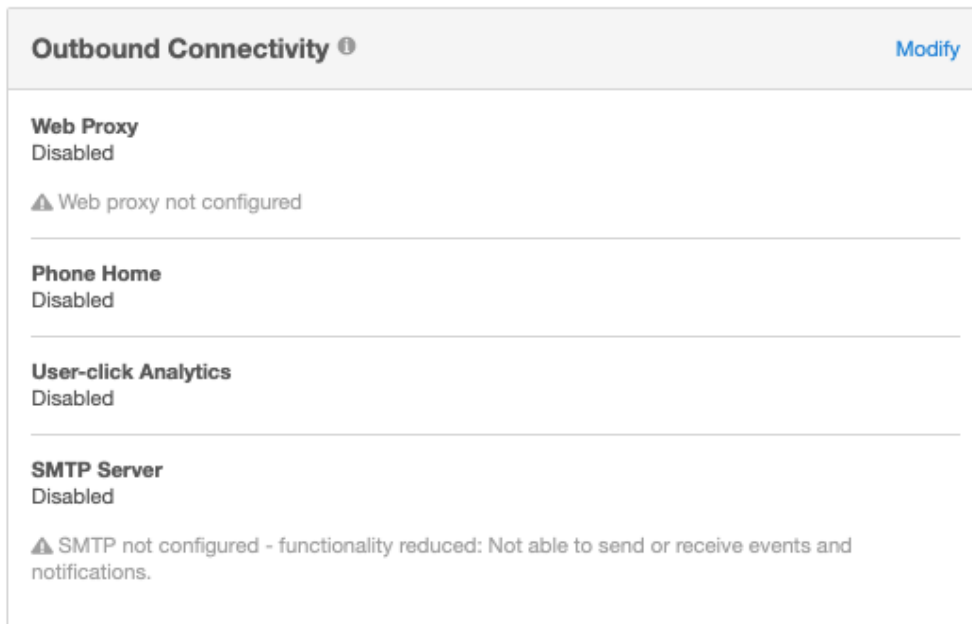 Outbound Connectivity
Modify
Web Proxy
Disabled
Web proxy not configured
Phone Home
Disabled
User-click Analytics
Disabled
SMTP Server
Disabled
SMTP not configured - functionality reduced: Not able to send or receive events and
notifications.